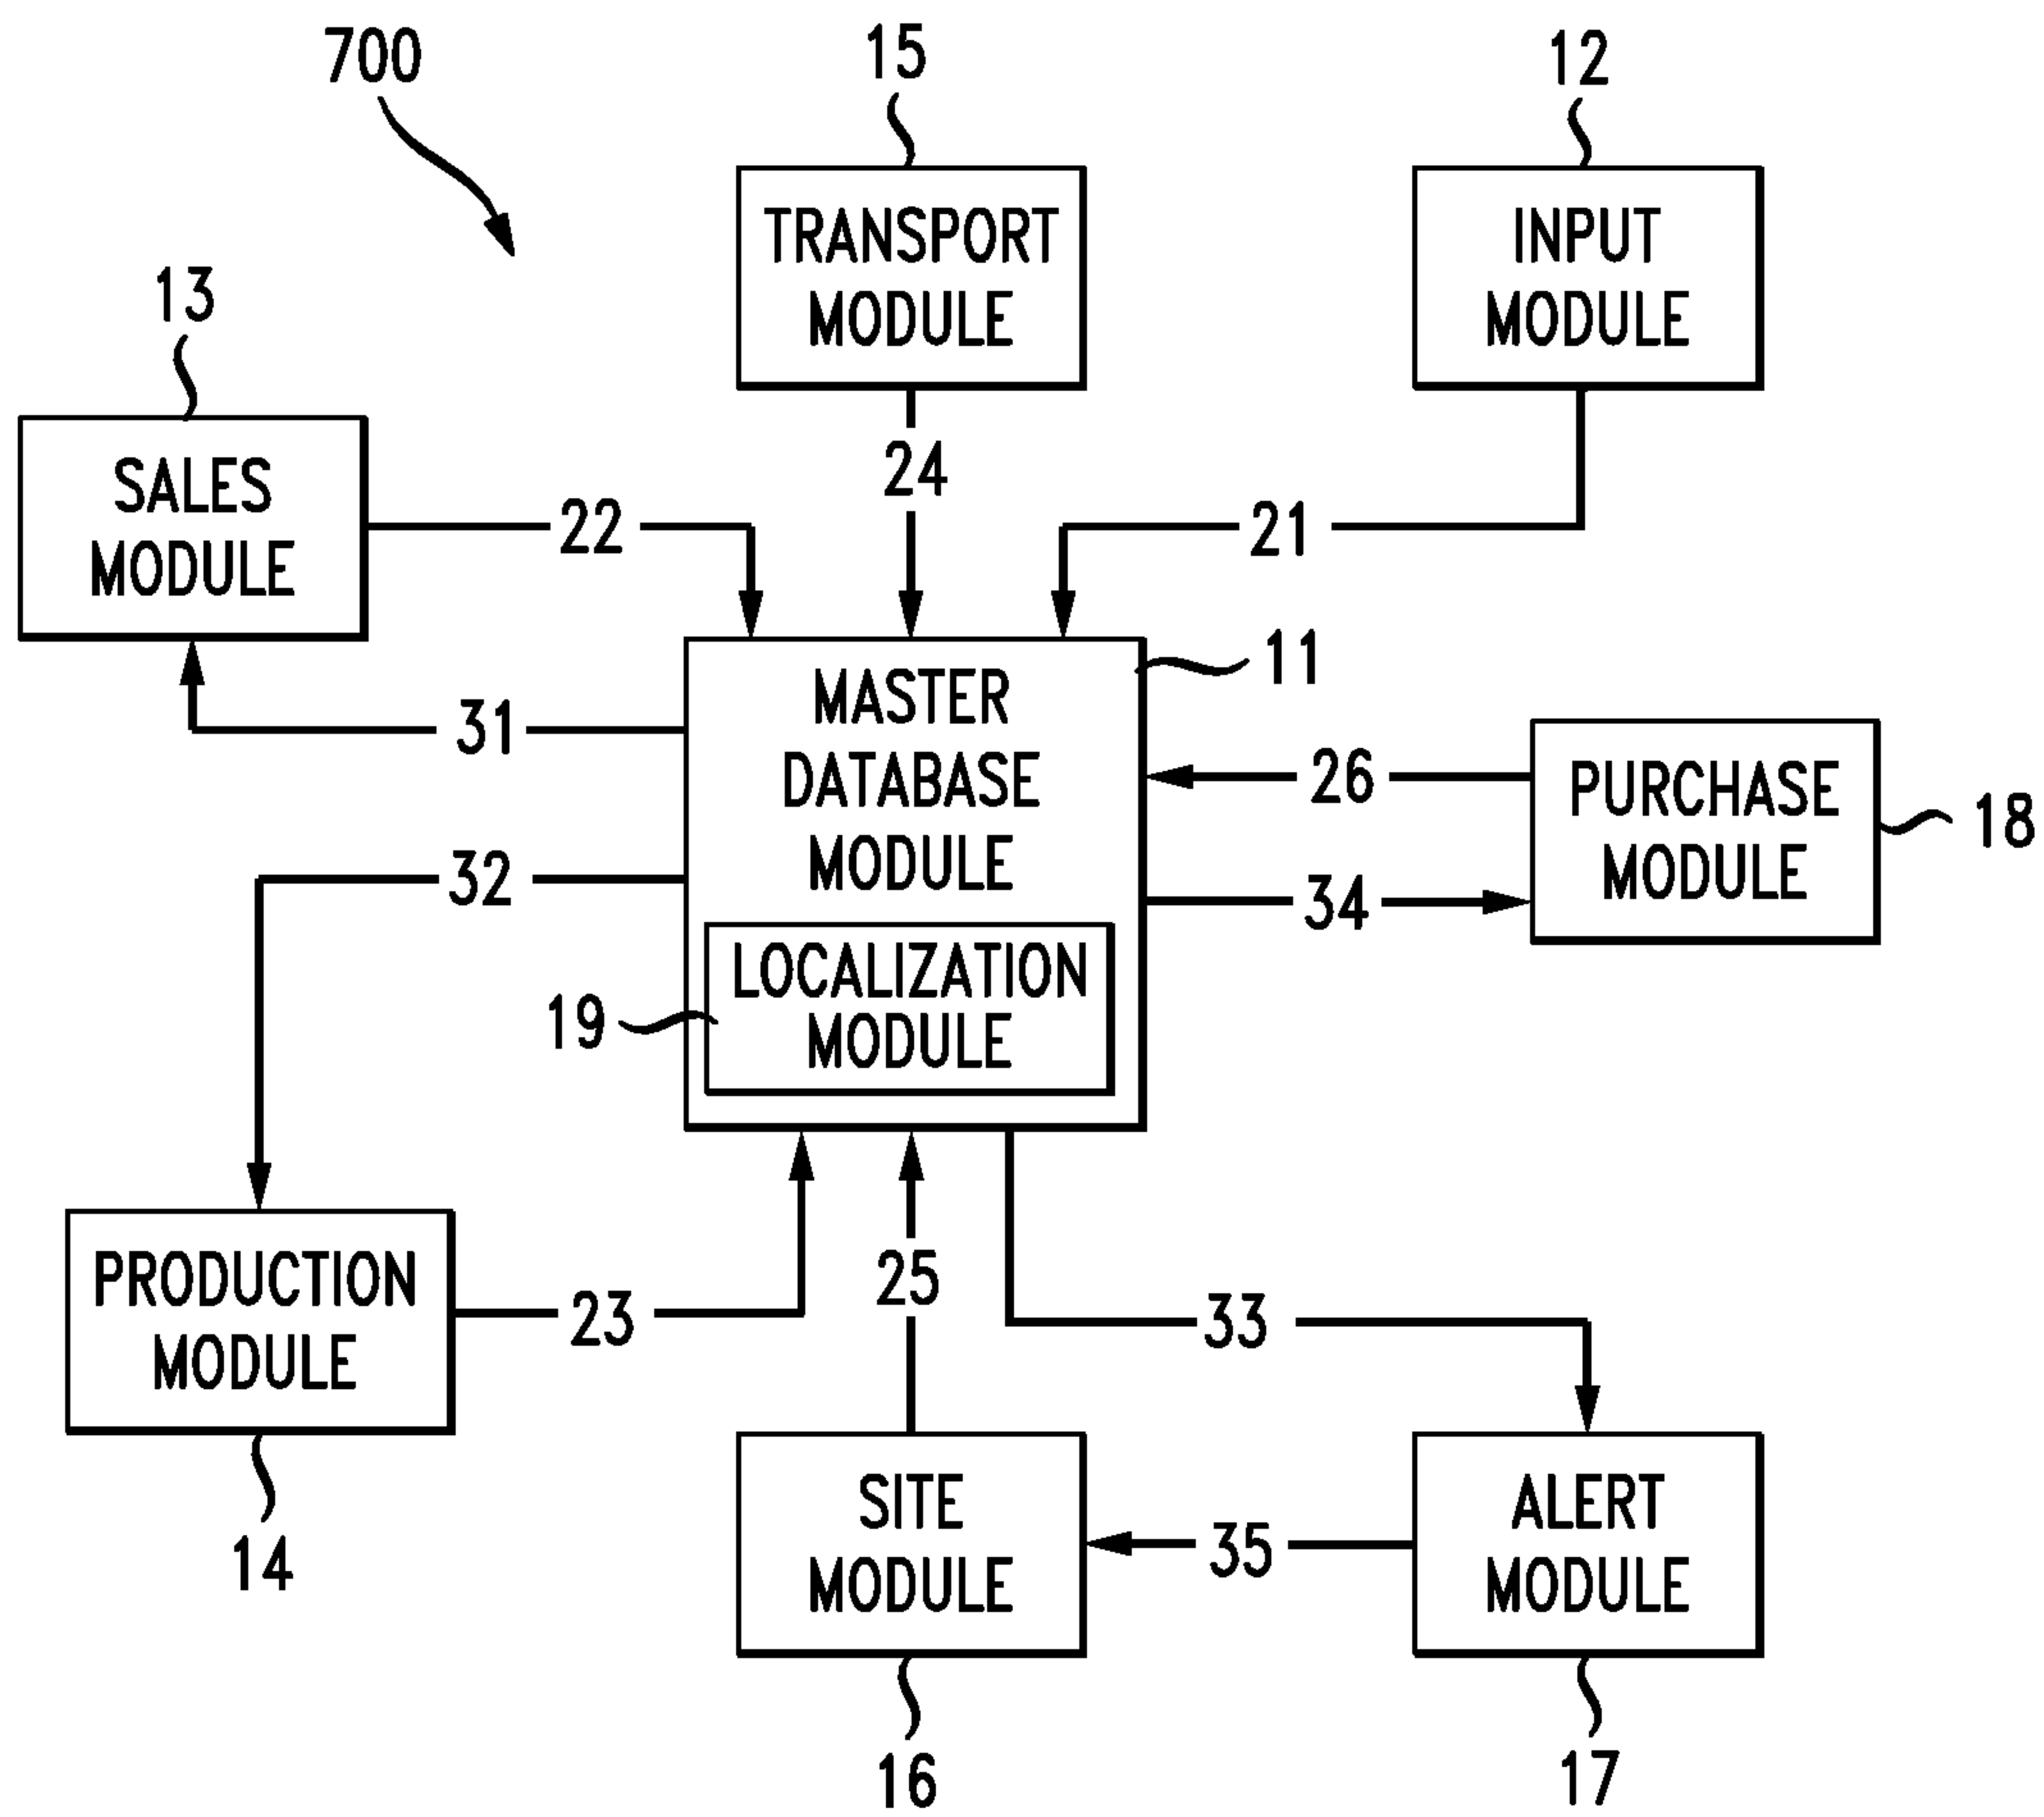 700
15
12
TRANSPORT
MODULE
INPUT
MODULE
13
SALES
MODULE
24
22
21
11
MASTER
DATABASE
MODULE
31
26
PURCHASE
MODULE
18
32
34
LOCALIZATION
MODULE
19
PRODUCTION
MODULE
25
23
33
14
SITE
MODULE
35
ALERT
MODULE
16
17